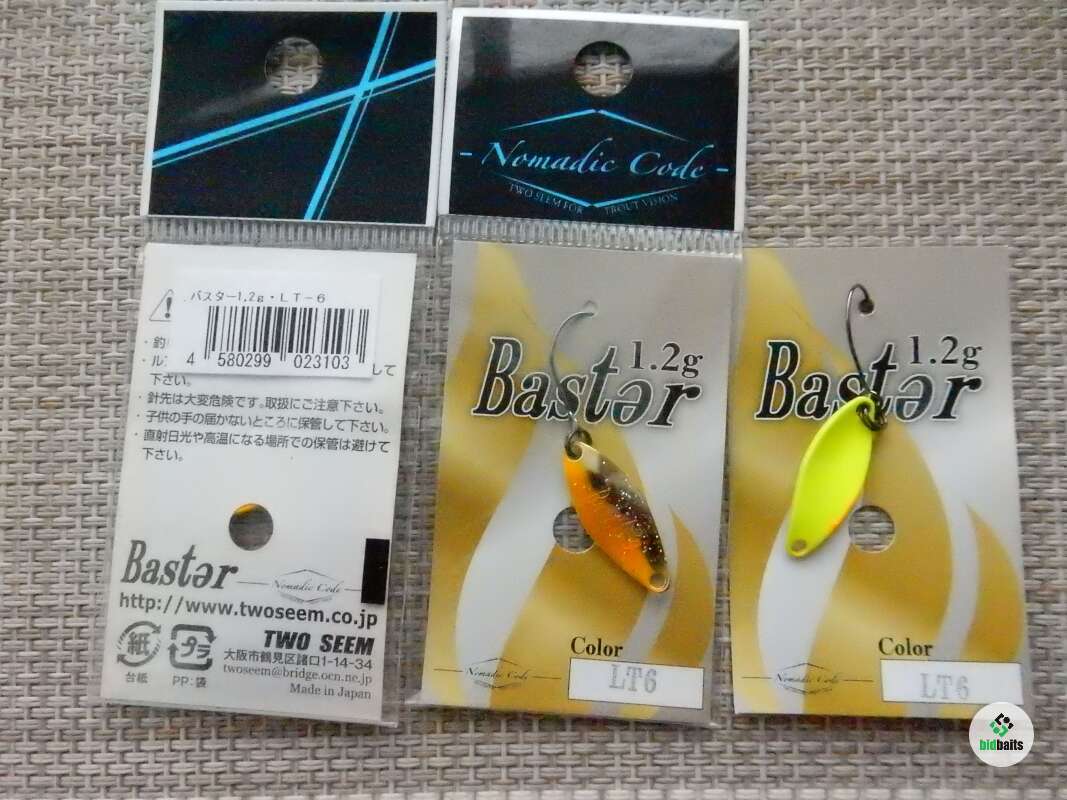 - Nomadic Code -
TWO SEEM FOR TROUT VISION
バスター1.2g・LT-6
4 580299 023103
・釣
・ル
して
下さい。
・針先は大変危険です。取扱にご注意下さい。
・子供の手の届かないところに保管して下さい。
・直射日光や高温になる場所での保管は避けて
下さい。
Bastər
Nomadic Code
http://www.twoseem.co.jp
TWO SEEM
大阪市鶴見区諸口1-14-34
twoseem@bridge.ocn.ne.jp
Made in Japan
紙
台紙
プラ
PP:袋
1.2g
Bastər
Color
LT6
Nomadic Code
1.2g
Bastər
Color
LT6
Nomadic Code
bidbaits